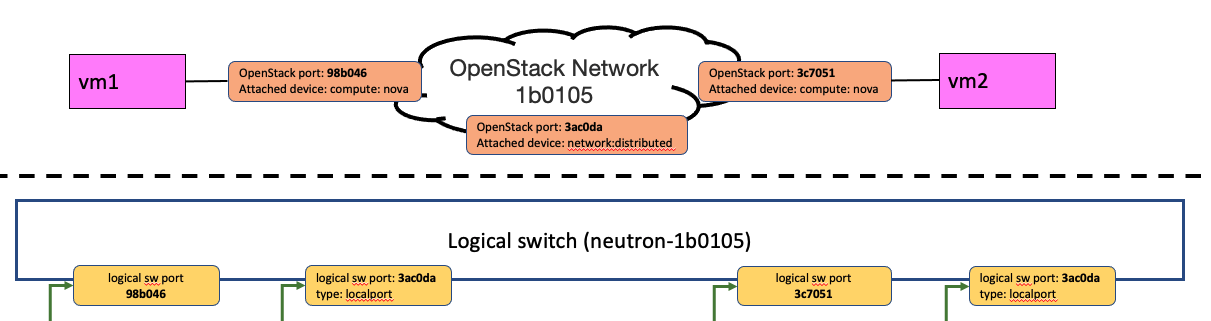 vm1
OpenStack port: 98b046
Attached device: compute: nova
OpenStack Network
1b0105
OpenStack port: 3c7051
Attached device: compute: nova
vm2
OpenStack port: 3ac0da
Attached device: network:distributed
Logical switch (neutron-1b0105)
logical sw port
98b046
logical sw port: 3ac0da
type: localport
logical sw port
3c7051
logical sw port: 3ac0da
type: localport